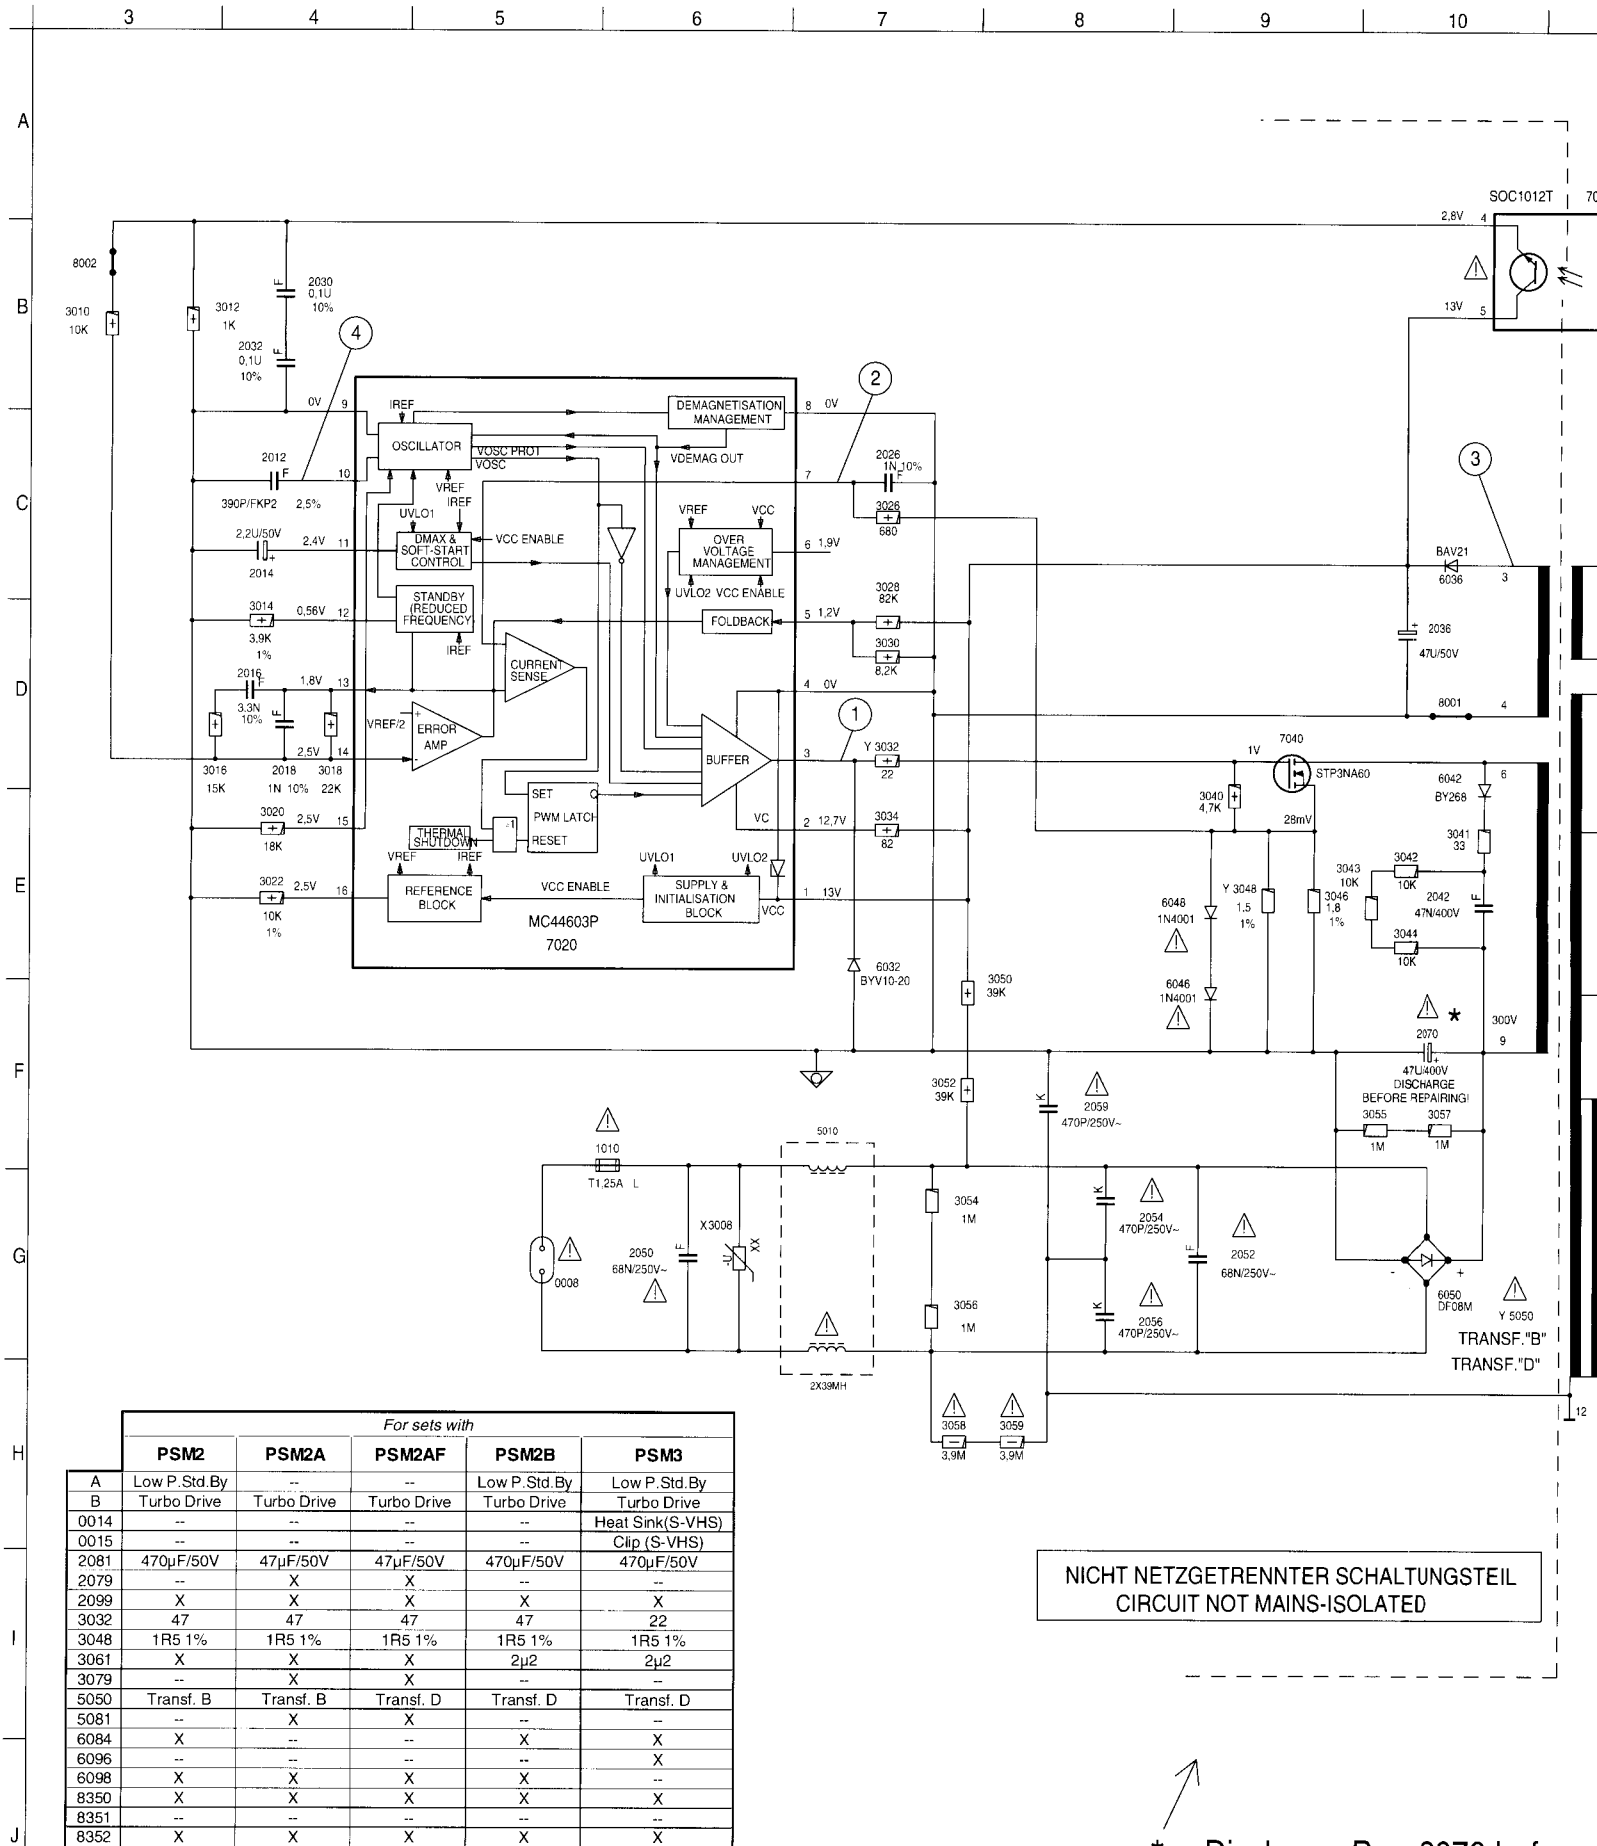 3 4 5 6 7 8 9 10
A
SOC1012T 70
2,8V 4
8002
B
3010
10K
3012
1K
2030
0,1U
10%
2032
0,1U
10%
4
2
13V 5
0V 9
IREF
DEMAGNETISATION
MANAGEMENT
8 0V
OSCILLATOR
VOSC PROT
VOSC
VDEMAG OUT
2012
F
390P/FKP2 2,5%
10
VREF
IREF
7
2026
1N 10%
F
3
C
UVLO1
VREF VCC
3026
680
2,2U/50V
2014
2,4V 11
DMAX &
SOFT-START
CONTROL
VCC ENABLE
OVER
VOLTAGE
MANAGEMENT
6 1,9V
BAV21
6036
3
UVLO2 VCC ENABLE
3028
82K
3014
3.9K
1%
0,56V 12
STANDBY
(REDUCED
FREQUENCY)
IREF
FOLDBACK
5 1,2V
3030
8,2K
2036
47U/50V
D
2016
F
3.3N
10%
1,8V 13
CURRENT
SENSE
4 0V
8001 4
VREF/2
ERROR
AMP
BUFFER
1
3
Y 3032
22
1V
7040
STP3NA60
6
2,5V 14
3016
15K
2018
1N 10%
3018
22K
6042
BY268
SET
PWM LATCH
RESET
3040
4,7K
28mV
3020
18K
2,5V 15
THERMAL
SHUTDOWN
VREF IREF
VC
2 12,7V
3034
82
3041
33
E
UVLO1 UVLO2
3022
10K
1%
2,5V 16
REFERENCE
BLOCK
VCC ENABLE
SUPPLY &
INITIALISATION
BLOCK
VCC
1 13V
MC44603P
7020
3043
10K
3042
10K
6048
1N4001
Y 3048
1,5
1%
3046
1,8
1%
2042
47N/400V
F
3044
10K
6032
BYV10-20
3050
39K
6046
1N4001
*
300V
9
2070
47U/400V
DISCHARGE
BEFORE REPAIRING!
F
3052
39K
K
2059
470P/250V~
3055
1M
3057
1M
1010
T1,25A L
5010
3054
1M
K
2054
470P/250V~
G
0008
2050
68N/250V~
F
X3008
-U
XX
F
2052
68N/250V~
- +
6050
DF08M
Y 5050
TRANSF."B"
TRANSF."D"
3056
1M
K
2056
470P/250V~
2X39MH
12
3058
3,9M
3059
3,9M
H
For sets with
PSM2 PSM2A PSM2AF PSM2B PSM3
A Low P.Std.By -- -- Low P.Std.By Low P.Std.By
B Turbo Drive Turbo Drive Turbo Drive Turbo Drive Turbo Drive
0014 -- -- -- -- Heat Sink(S-VHS)
0015 -- -- -- -- Clip (S-VHS)
2081 470µF/50V 47µF/50V 47µF/50V 470µF/50V 470µF/50V
2079 -- X X -- --
2099 X X X X X
3032 47 47 47 47 22
3048 1R5 1% 1R5 1% 1R5 1% 1R5 1% 1R5 1%
3061 X X X 2µ2 2µ2
3079 -- X X -- --
5050 Transf. B Transf. B Transf. D Transf. D Transf. D
5081 -- X X -- --
6084 X -- -- X X
6096 -- -- -- -- X
6098 X X X X --
8350 X X X X X
8351 -- -- -- -- --
8352 X X X X X
I
J
NICHT NETZGETRENNTER SCHALTUNGSTEIL
CIRCUIT NOT MAINS-ISOLATED